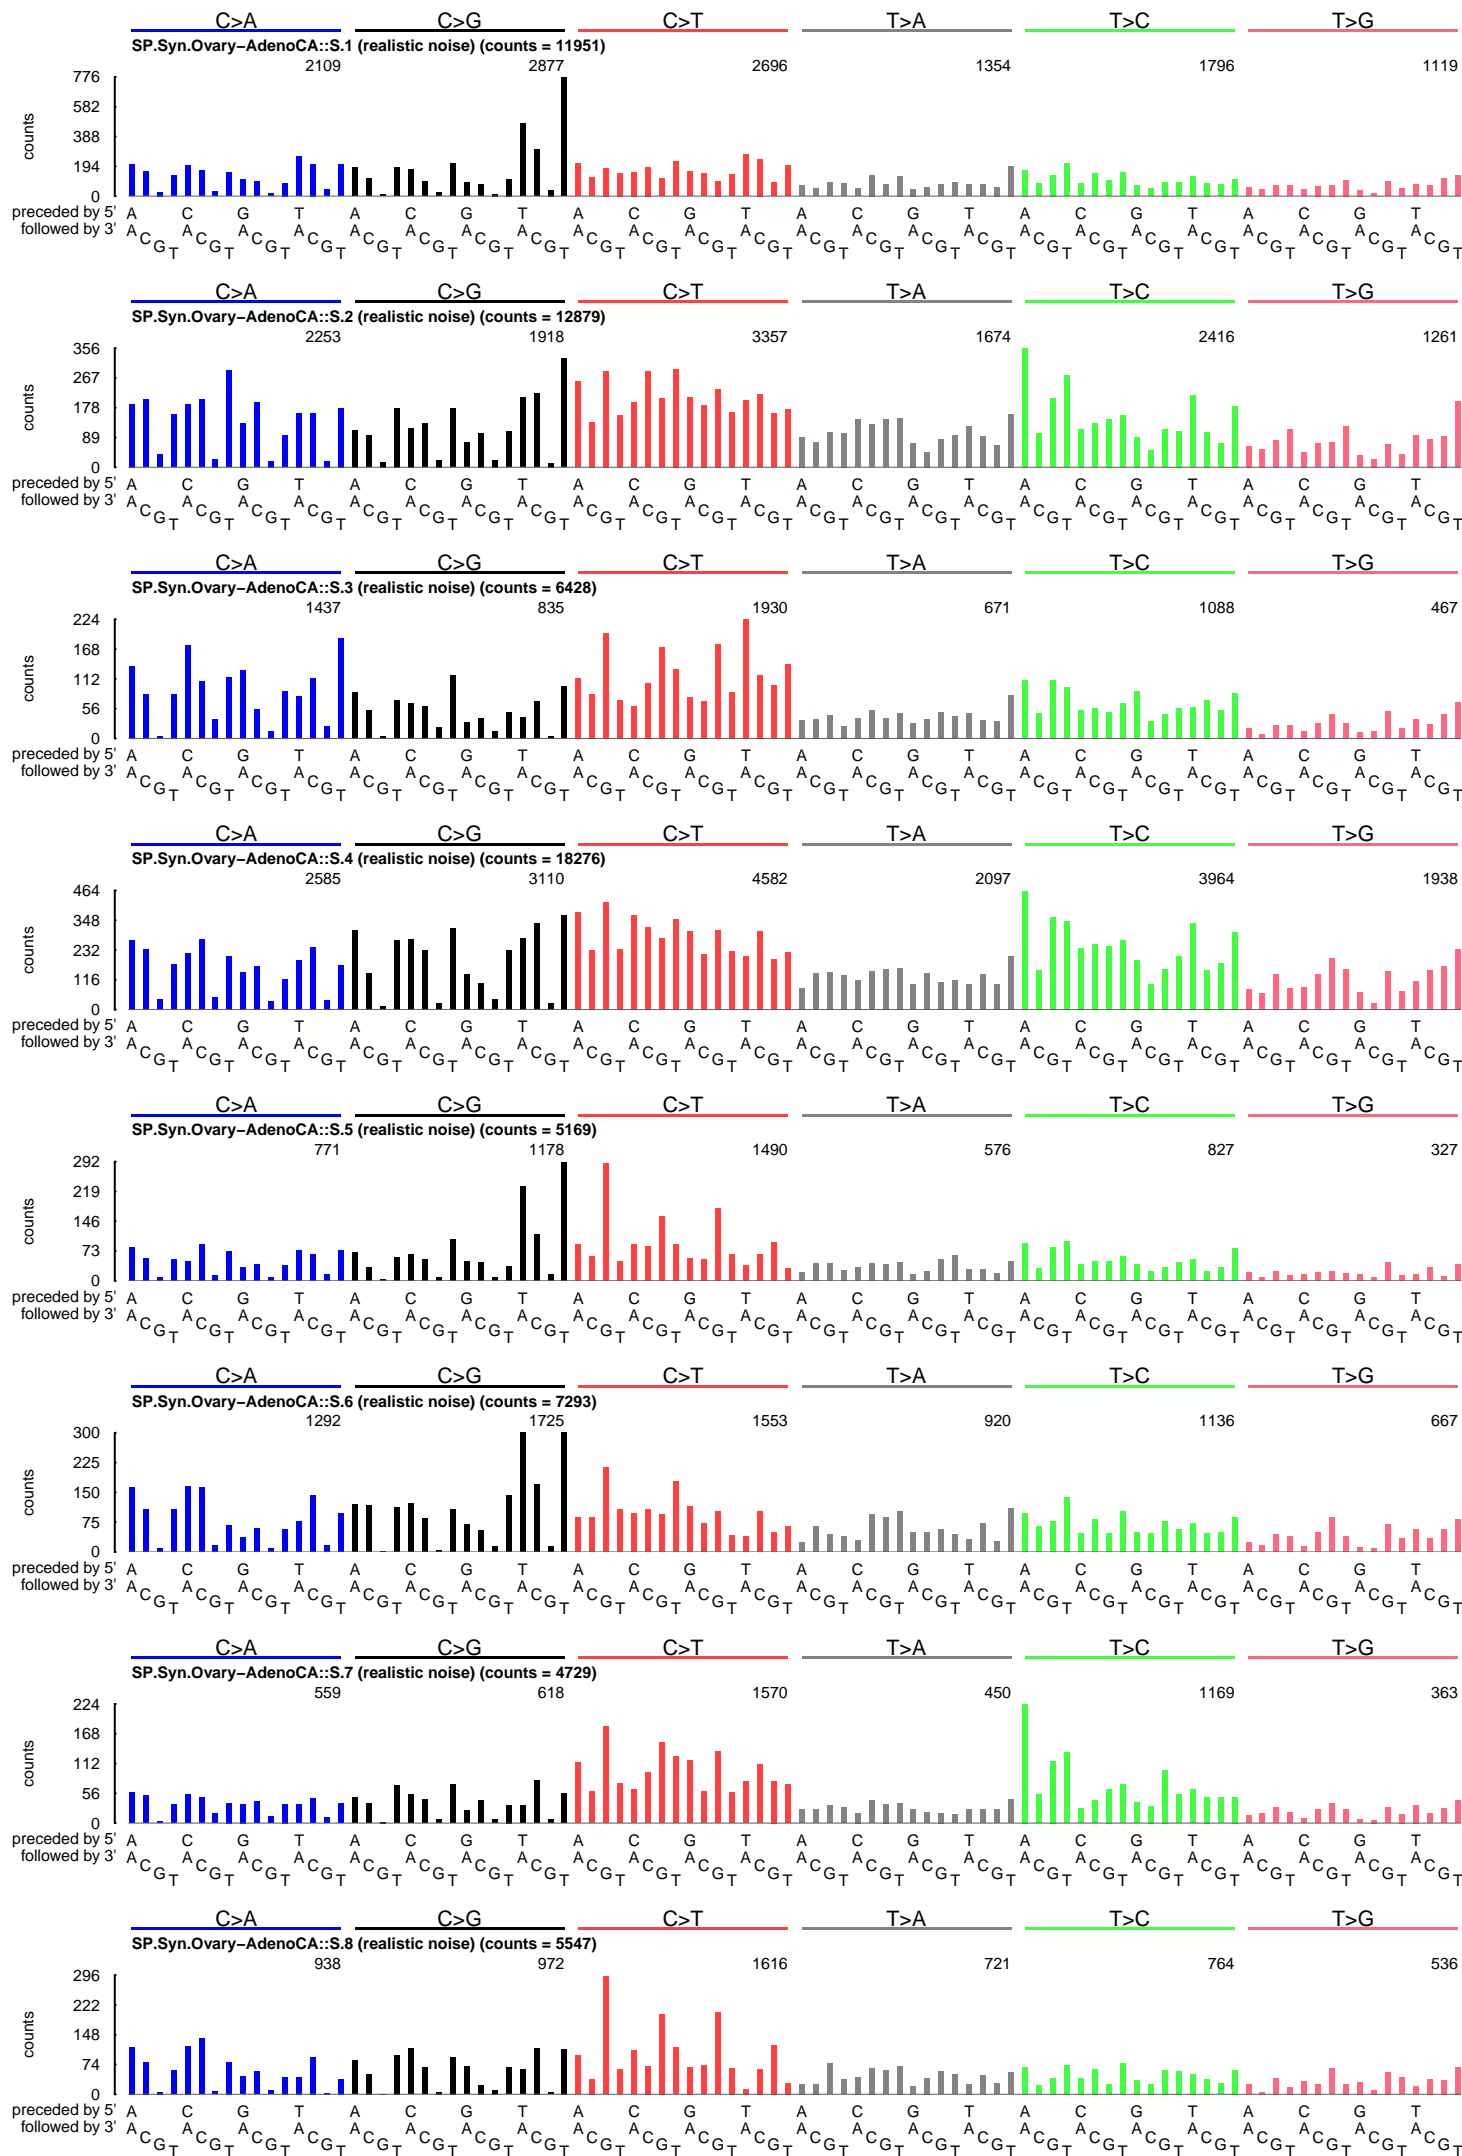 C>A C>G C>T T>A T>C T>G
SP.Syn.Ovary−AdenoCA::S.1 (realistic noise) (counts = 11951)
2109 2877 2696 1354 1796 1119
776
582
388
194
0
counts
preceded by 5' A C G T A C G T A C G T A C G T A C G T A C G T
followed by 3' A C G T A C G T A C G T A C G T A C G T A C G T A C G T A C G T A C G T A C G T A C G T A C G T A C G T A C G T A C G T A C G T A C G T A C G T A C G T A C G T A C G T A C G T A C G T A C G T
C>A C>G C>T T>A T>C T>G
SP.Syn.Ovary−AdenoCA::S.2 (realistic noise) (counts = 12879)
2253 1918 3357 1674 2416 1261
356
267
178
89
0
counts
preceded by 5' A C G T A C G T A C G T A C G T A C G T A C G T
followed by 3' A C G T A C G T A C G T A C G T A C G T A C G T A C G T A C G T A C G T A C G T A C G T A C G T A C G T A C G T A C G T A C G T A C G T A C G T A C G T A C G T A C G T A C G T A C G T A C G T
C>A C>G C>T T>A T>C T>G
SP.Syn.Ovary−AdenoCA::S.3 (realistic noise) (counts = 6428)
1437 835 1930 671 1088 467
224
168
112
56
0
counts
preceded by 5' A C G T A C G T A C G T A C G T A C G T A C G T
followed by 3' A C G T A C G T A C G T A C G T A C G T A C G T A C G T A C G T A C G T A C G T A C G T A C G T A C G T A C G T A C G T A C G T A C G T A C G T A C G T A C G T A C G T A C G T A C G T A C G T
C>A C>G C>T T>A T>C T>G
SP.Syn.Ovary−AdenoCA::S.4 (realistic noise) (counts = 18276)
2585 3110 4582 2097 3964 1938
464
348
232
116
0
counts
preceded by 5' A C G T A C G T A C G T A C G T A C G T A C G T
followed by 3' A C G T A C G T A C G T A C G T A C G T A C G T A C G T A C G T A C G T A C G T A C G T A C G T A C G T A C G T A C G T A C G T A C G T A C G T A C G T A C G T A C G T A C G T A C G T A C G T
C>A C>G C>T T>A T>C T>G
SP.Syn.Ovary−AdenoCA::S.5 (realistic noise) (counts = 5169)
771 1178 1490 576 827 327
292
219
146
73
0
counts
preceded by 5' A C G T A C G T A C G T A C G T A C G T A C G T
followed by 3' A C G T A C G T A C G T A C G T A C G T A C G T A C G T A C G T A C G T A C G T A C G T A C G T A C G T A C G T A C G T A C G T A C G T A C G T A C G T A C G T A C G T A C G T A C G T A C G T
C>A C>G C>T T>A T>C T>G
SP.Syn.Ovary−AdenoCA::S.6 (realistic noise) (counts = 7293)
1292 1725 1553 920 1136 667
300
225
150
75
0
counts
preceded by 5' A C G T A C G T A C G T A C G T A C G T A C G T
followed by 3' A C G T A C G T A C G T A C G T A C G T A C G T A C G T A C G T A C G T A C G T A C G T A C G T A C G T A C G T A C G T A C G T A C G T A C G T A C G T A C G T A C G T A C G T A C G T A C G T
C>A C>G C>T T>A T>C T>G
SP.Syn.Ovary−AdenoCA::S.7 (realistic noise) (counts = 4729)
559 618 1570 450 1169 363
224
168
112
56
0
counts
preceded by 5' A C G T A C G T A C G T A C G T A C G T A C G T
followed by 3' A C G T A C G T A C G T A C G T A C G T A C G T A C G T A C G T A C G T A C G T A C G T A C G T A C G T A C G T A C G T A C G T A C G T A C G T A C G T A C G T A C G T A C G T A C G T A C G T
C>A C>G C>T T>A T>C T>G
SP.Syn.Ovary−AdenoCA::S.8 (realistic noise) (counts = 5547)
938 972 1616 721 764 536
296
222
148
74
0
counts
preceded by 5' A C G T A C G T A C G T A C G T A C G T A C G T
followed by 3' A C G T A C G T A C G T A C G T A C G T A C G T A C G T A C G T A C G T A C G T A C G T A C G T A C G T A C G T A C G T A C G T A C G T A C G T A C G T A C G T A C G T A C G T A C G T A C G T